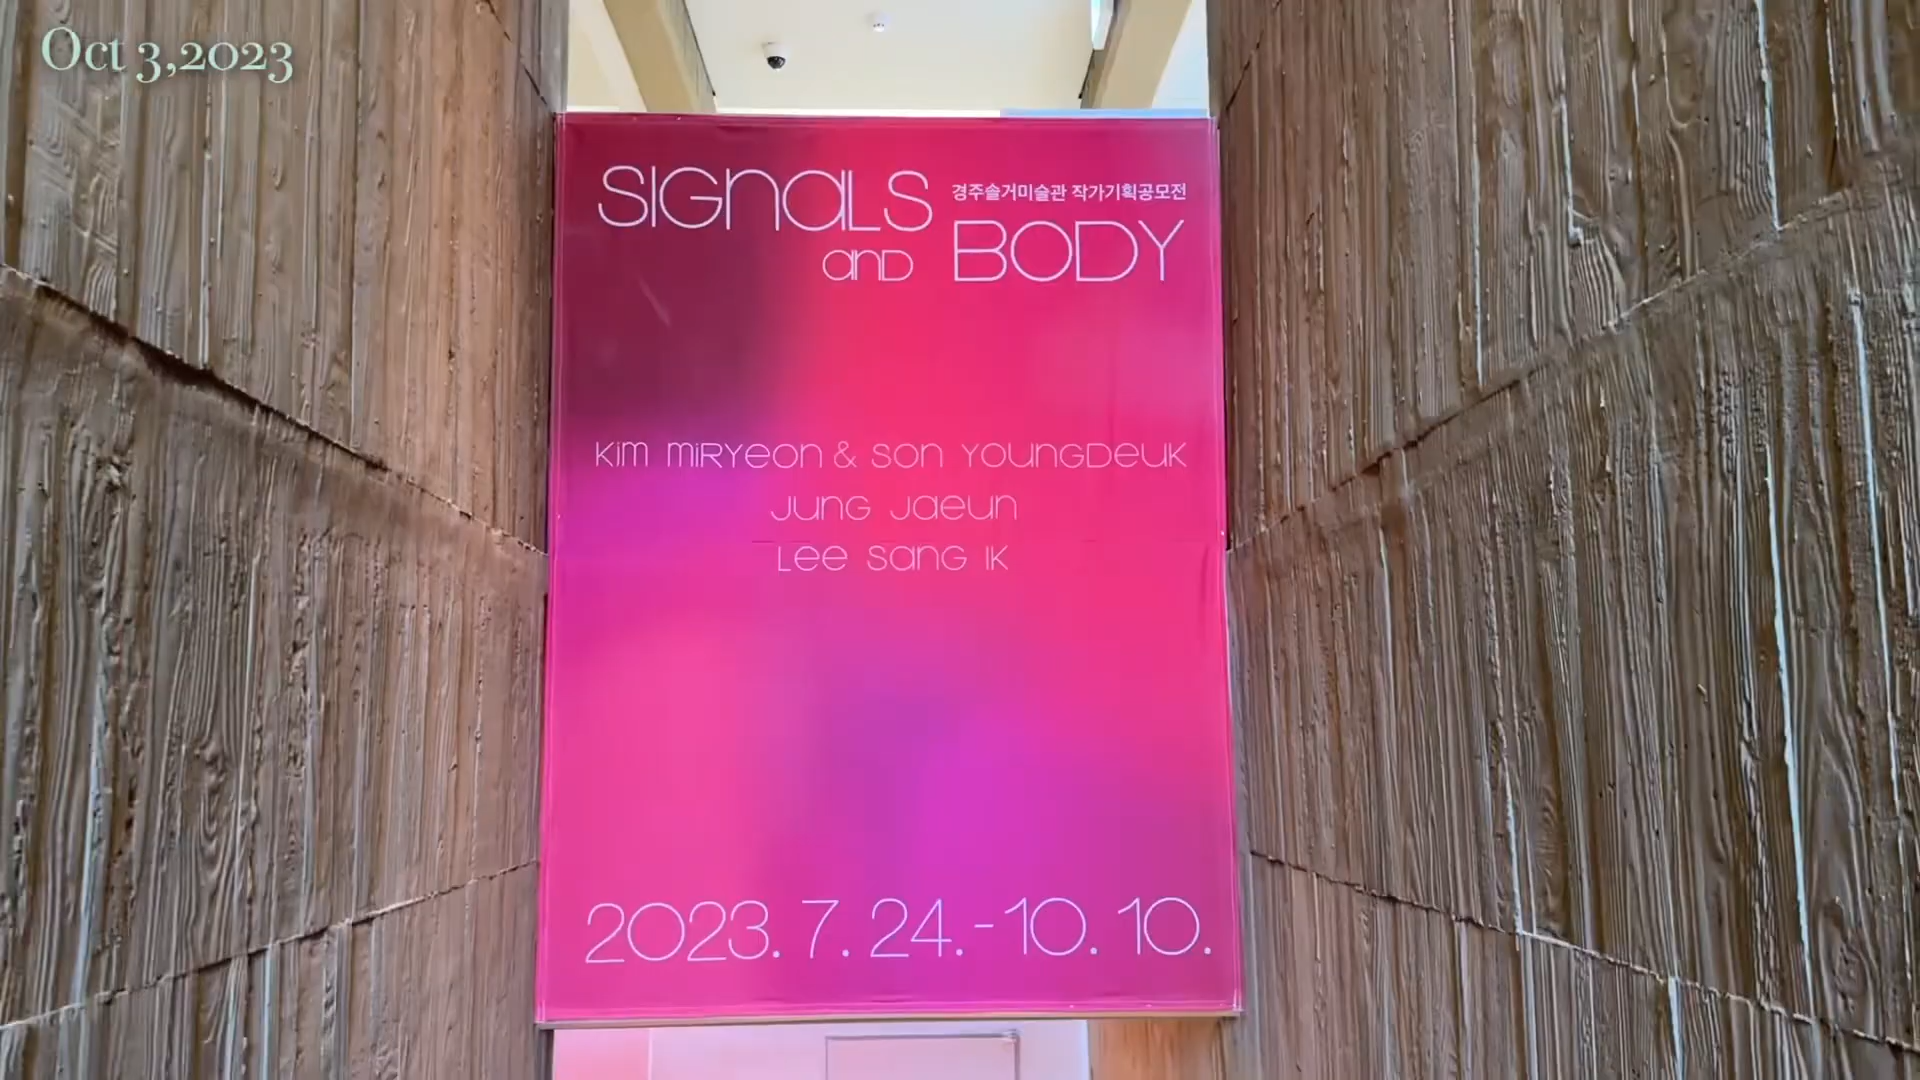 Oct 3,2023
SIGNALS
경주솔거미술관 작가기획공모전
and BODY
Kim MiRYeon & SON YOUNGDEUK
JUNG JaeUN
Lee SANG IK
2023. 7. 24.-10. 10.